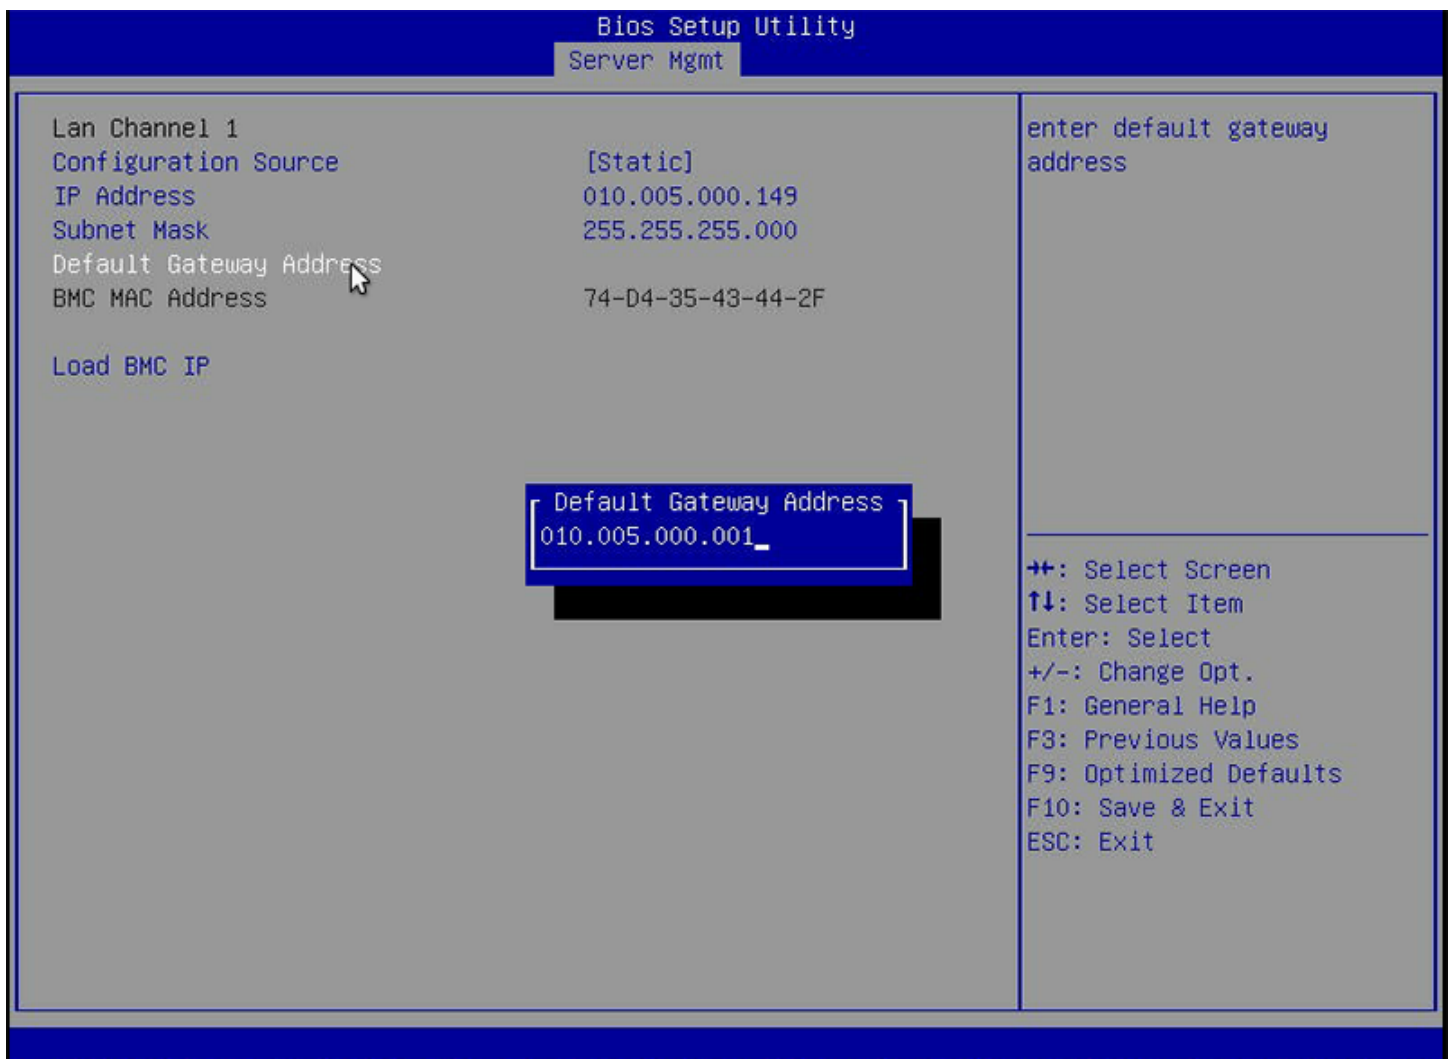 Bios Setup Utility
Server Mgmt
Lan Channel 1
Configuration Source [Static]
IP Address 010.005.000.149
Subnet Mask 255.255.255.000
Default Gateway Address
BMC MAC Address 74-D4-35-43-44-2F
Load BMC IP
Default Gateway Address
010.005.000.001_
enter default gateway
address
→←: Select Screen
↑↓: Select Item
Enter: Select
+/-: Change Opt.
F1: General Help
F3: Previous Values
F9: Optimized Defaults
F10: Save & Exit
ESC: Exit